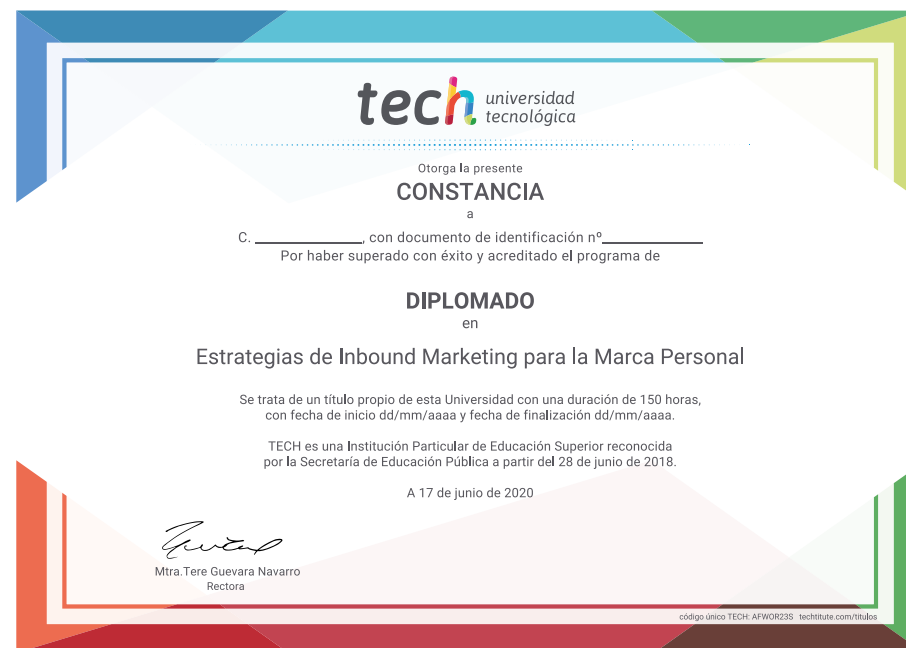 tech universidad
tecnológica
Otorga la presente
CONSTANCIA
a
C. ______________, con documento de identificación nº_____________
Por haber superado con éxito y acreditado el programa de
DIPLOMADO
en
Estrategias de Inbound Marketing para la Marca Personal
Se trata de un título propio de esta Universidad con una duración de 150 horas,
con fecha de inicio dd/mm/aaaa y fecha de finalización dd/mm/aaaa.
TECH es una Institución Particular de Educación Superior reconocida
por la Secretaría de Educación Pública a partir del 28 de junio de 2018.
A 17 de junio de 2020
Mtra.Tere Guevara Navarro
Rectora
código único TECH: AFWOR23S techtitute.com/titulos